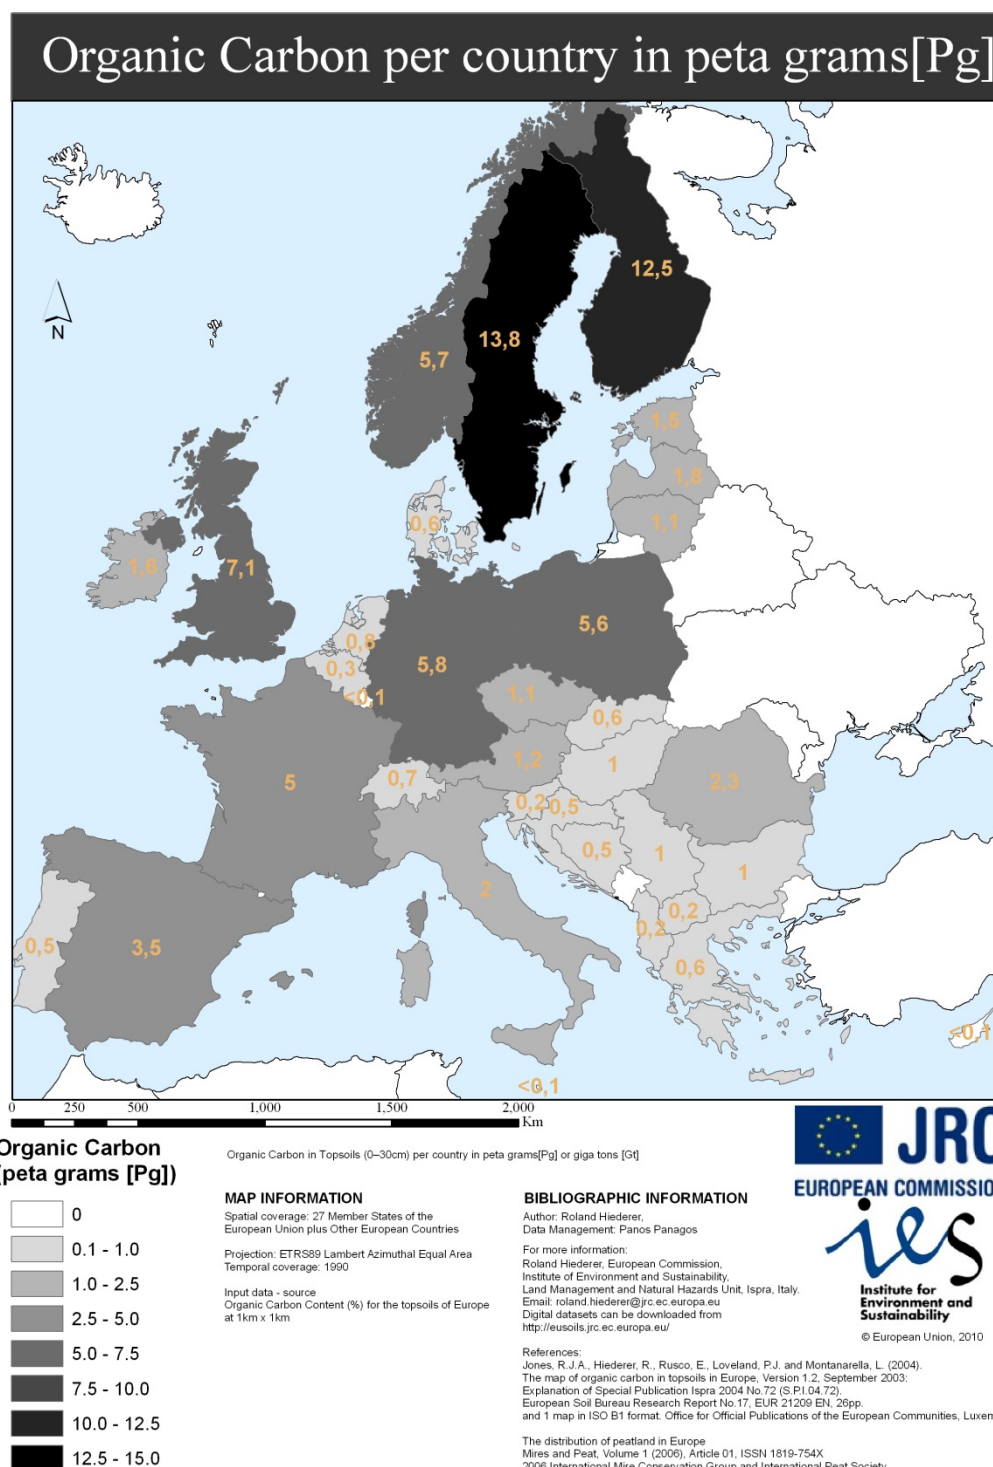 Organic Carbon per country in peta grams[Pg]
N
12,5
13,8
5,7
1,5
1,8
1,1
0,6
1,6
7,1
0,8
0,3
<0,1
5,8
5,6
1,1
0,6
1,2
1
0,7
5
2,3
0,2
0,5
0,5
1
1
2
0,2
0,2
0,6
0,5
3,5
<0,1
<0,1
0 250 500 1,000 1,500 2,000
Km
Organic Carbon
(peta grams [Pg])
0
0.1 - 1.0
1.0 - 2.5
2.5 - 5.0
5.0 - 7.5
7.5 - 10.0
10.0 - 12.5
12.5 - 15.0
Organic Carbon in Topsoils (0–30cm) per country in peta grams[Pg] or giga tons [Gt]
MAP INFORMATION
Spatial coverage: 27 Member States of the
European Union plus Other European Countries
Projection: ETRS89 Lambert Azimuthal Equal Area
Temporal coverage: 1990
Input data - source
Organic Carbon Content (%) for the topsoils of Europe
at 1km x 1km
BIBLIOGRAPHIC INFORMATION
Author: Roland Hiederer,
Data Management: Panos Panagos
For more information:
Roland Hiederer, European Commission,
Institute of Environment and Sustainability,
Land Management and Natural Hazards Unit, Ispra, Italy.
Email: roland.hiederer@jrc.ec.europa.eu
Digital datasets can be downloaded from
http://eusoils.jrc.ec.europa.eu/
References:
Jones, R.J.A., Hiederer, R., Rusco, E., Loveland, P.J. and Montanarella, L. (2004).
The map of organic carbon in topsoils in Europe, Version 1.2, September 2003:
Explanation of Special Publication Ispra 2004 No.72 (S.P.I.04.72).
European Soil Bureau Research Report No.17, EUR 21209 EN, 26pp.
and 1 map in ISO B1 format. Office for Official Publications of the European Communities, Luxem
The distribution of peatland in Europe
Mires and Peat, Volume 1 (2006), Article 01, ISSN 1819-754X
2006 International Mire Conservation Group and International Peat Society
JRC
EUROPEAN COMMISSIO
ies
Institute for
Environment and
Sustainability
© European Union, 2010